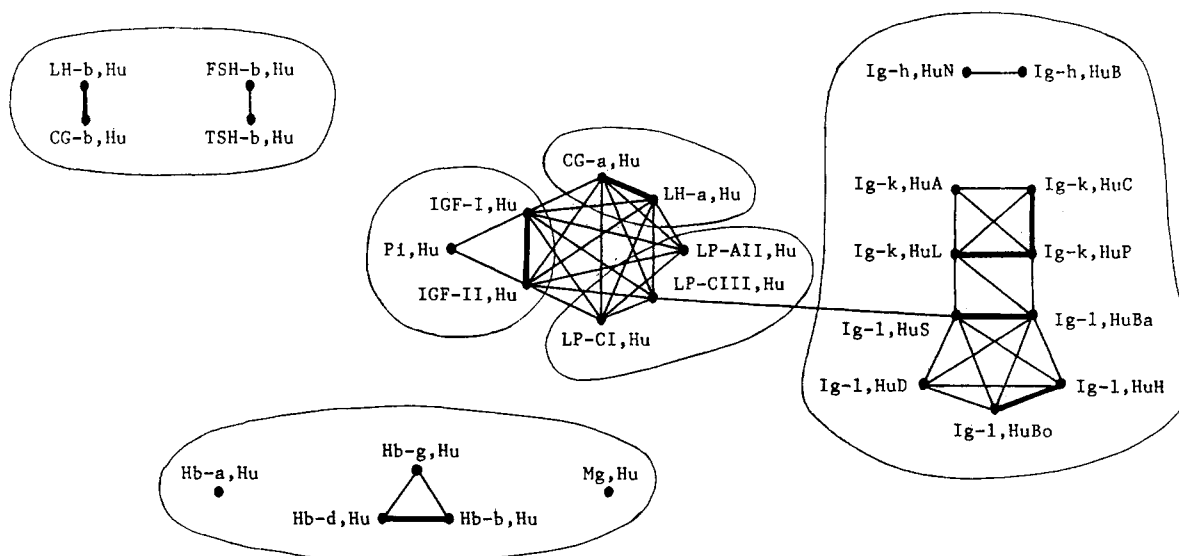 LH-b,Hu
FSH-b,Hu
CG-b,Hu
TSH-b,Hu
Ig-h,HuN
Ig-h,HuB
CG-a,Hu
LH-a,Hu
IGF-I,Hu
Pi,Hu
LP-AII,Hu
IGF-II,Hu
LP-CIII,Hu
LP-CI,Hu
Ig-k,HuA
Ig-k,HuC
Ig-k,HuL
Ig-k,HuP
Ig-l,HuS
Ig-l,HuBa
Ig-l,HuD
Ig-l,HuH
Ig-l,HuBo
Hb-a,Hu
Hb-g,Hu
Mg,Hu
Hb-d,Hu
Hb-b,Hu